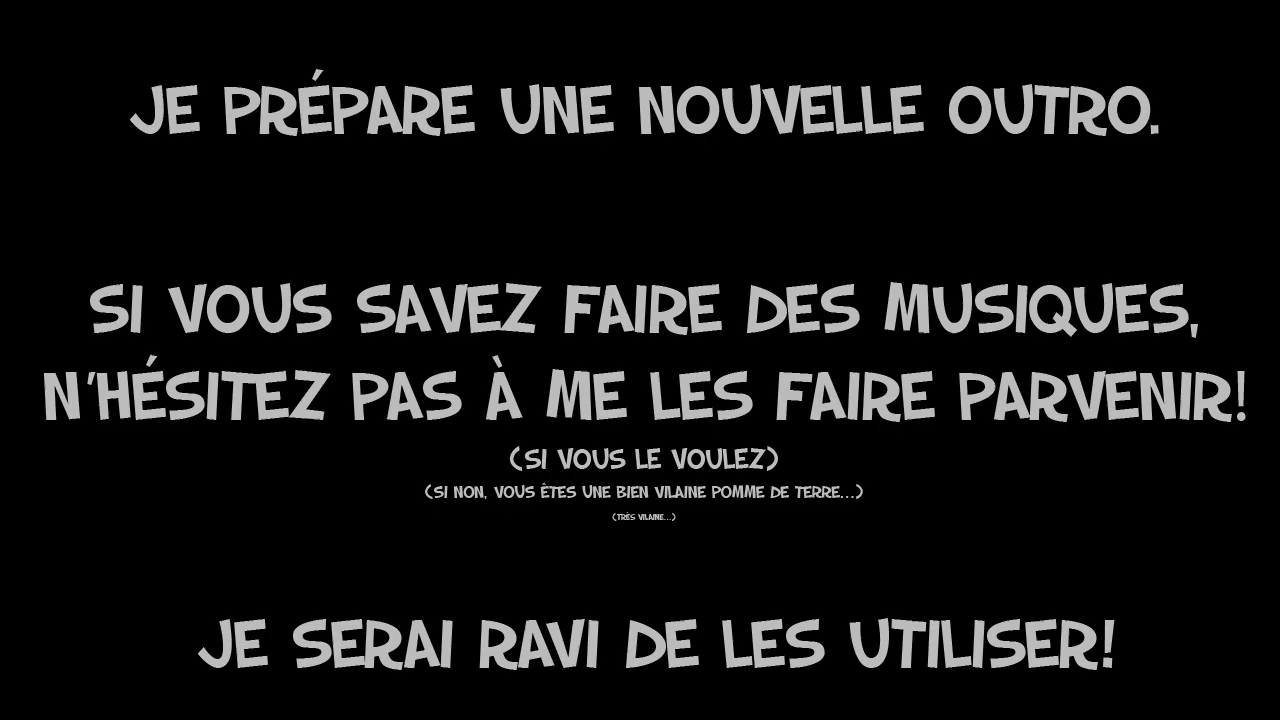 JE PRÉPARE UNE NOUVELLE OUTRO.
SI VOUS SAVEZ FAIRE DES MUSIQUES,
N'HÉSITEZ PAS À ME LES FAIRE PARVENIR!
(SI VOUS LE VOULEZ)
(SI NON, VOUS ÊTES UNE BIEN VILAINE POMME DE TERRE...)
(TRÈS VILAINE...)
JE SERAI RAVI DE LES UTILISER!